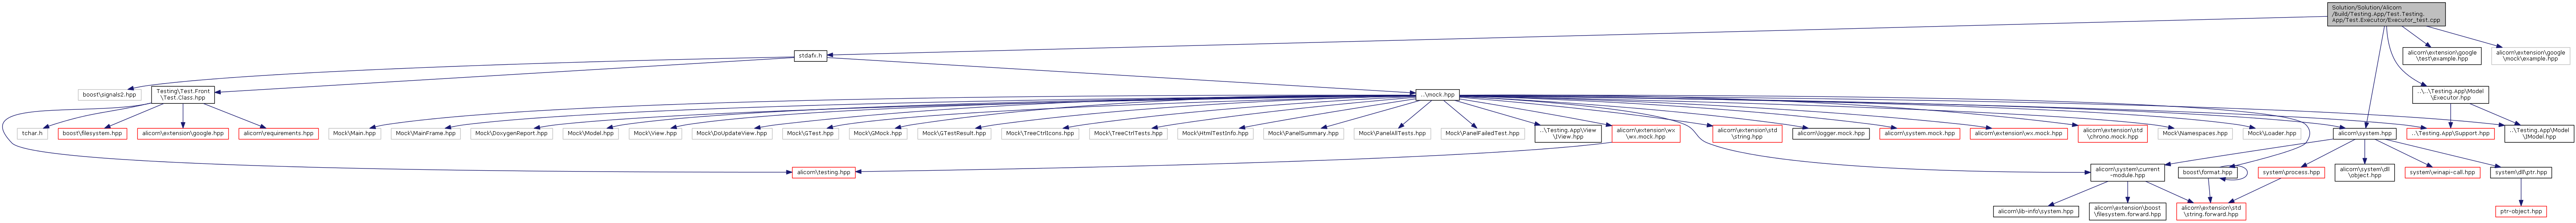 Solution/Solution/Alicorn
/Build/Testing.App/Test.Testing.
App/Test.Executor/Executor_test.cpp
stdafx.h
alicorn\extension\google
\test\example.hpp
alicorn\extension\google
\mock\example.hpp
boost\signals2.hpp
Testing\Test.Front
\Test.Class.hpp
..\mock.hpp
..\..\Testing.App\Model
\Executor.hpp
tchar.h
boost\filesystem.hpp
alicorn\extension\google.hpp
alicorn\requirements.hpp
Mock\Main.hpp
Mock\MainFrame.hpp
Mock\DoxygenReport.hpp
Mock\Model.hpp
Mock\View.hpp
Mock\DoUpdateView.hpp
Mock\GTest.hpp
Mock\GMock.hpp
Mock\GTestResult.hpp
Mock\TreeCtrlIcons.hpp
Mock\TreeCtrlTests.hpp
Mock\HtmlTestInfo.hpp
Mock\PanelSummary.hpp
Mock\PanelAllTests.hpp
Mock\PanelFailedTest.hpp
..\Testing.App\View
\IView.hpp
alicorn\extension\wx
\wx.mock.hpp
alicorn\extension\std
\string.hpp
alicorn\logger.mock.hpp
alicorn\system.mock.hpp
alicorn\extension\wx.mock.hpp
alicorn\extension\std
\chrono.mock.hpp
Mock\Namespaces.hpp
Mock\Loader.hpp
alicorn\system.hpp
..\Testing.App\Support.hpp
..\Testing.App\Model
\IModel.hpp
alicorn\testing.hpp
alicorn\system\current
-module.hpp
boost\format.hpp
system\process.hpp
alicorn\system\dll
\object.hpp
system\winapi-call.hpp
system\dll\ptr.hpp
alicorn\lib-info\system.hpp
alicorn\extension\boost
\filesystem.forward.hpp
alicorn\extension\std
\string.forward.hpp
ptr-object.hpp